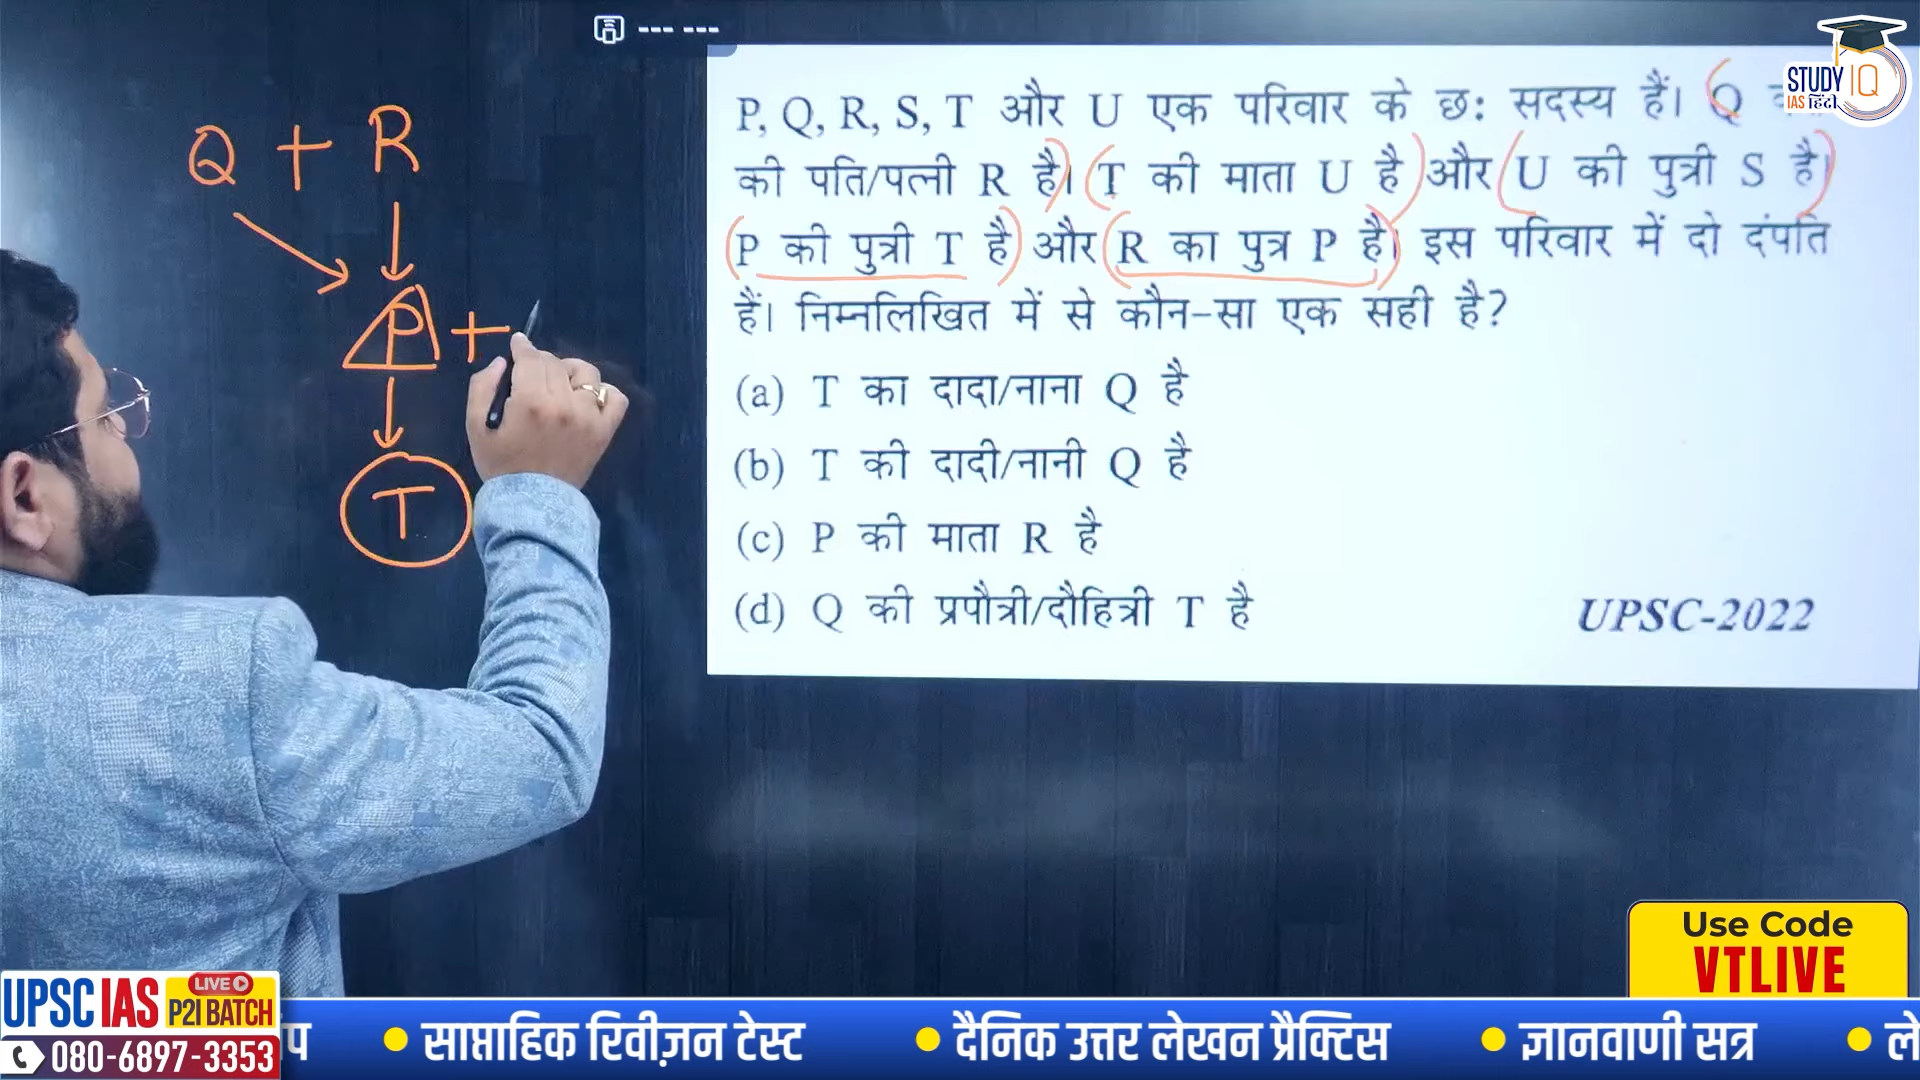 Q + R
P +
T
P, Q, R, S, T और U एक परिवार के छः सदस्य हैं। Q
की पति/पत्नी R है। T की माता U है और U की पुत्री S है।
P की पुत्री T है और R का पुत्र P है। इस परिवार में दो दंपति
हैं। निम्नलिखित में से कौन-सा एक सही है?
(a) T का दादा/नाना Q है
(b) T की दादी/नानी Q है
(c) P की माता R है
(d) Q की प्रपौत्री/दौहित्री T है
UPSC-2022
STUDY IQ
IAS हिंदी
Use Code
VTLIVE
UPSC IAS
LIVE
P2I BATCH
080-6897-3353
साप्ताहिक रिवीज़न टेस्ट
दैनिक उत्तर लेखन प्रैक्टिस
ज्ञानवाणी सत्र